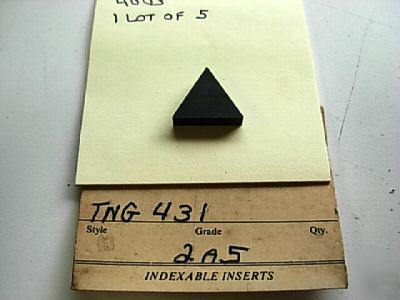 1 LOT OF 5
TNG 431
Style Grade Qty.
2A5
INDEXABLE INSERTS